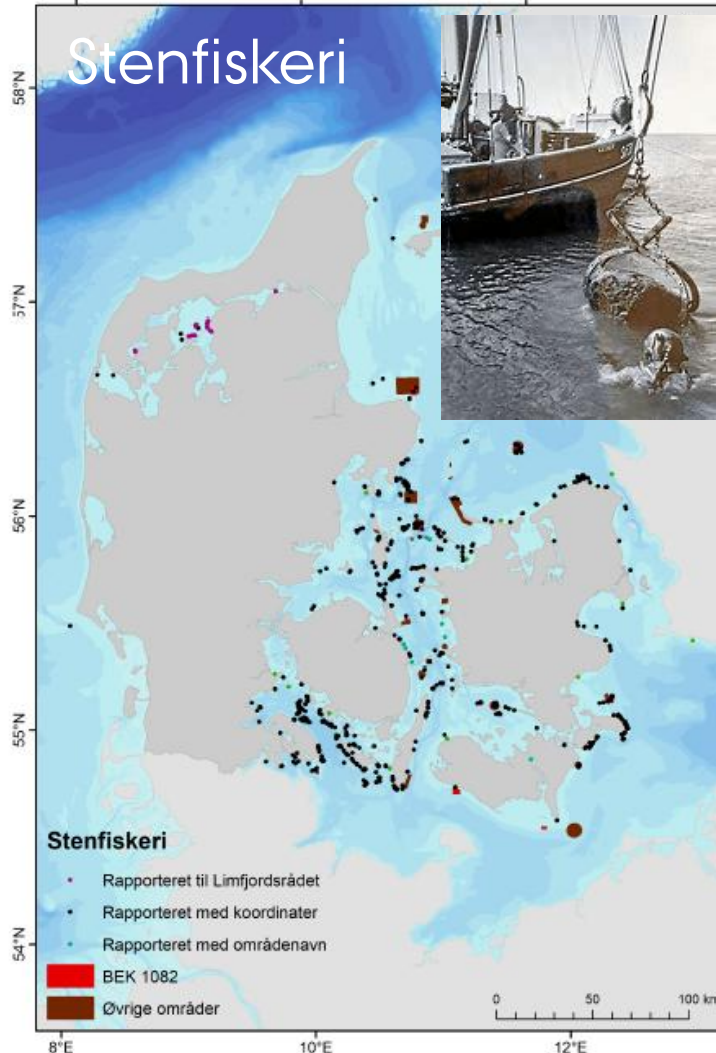 Stenfiskeri
58°N
57°N
56°N
55°N
54°N
Stenfiskeri
Rapporteret til Limfjordsrådet
Rapporteret med koordinater
Rapporteret med områdenavn
BEK 1082
Øvrige områder
0 50 100 km
8°E 10°E 12°E